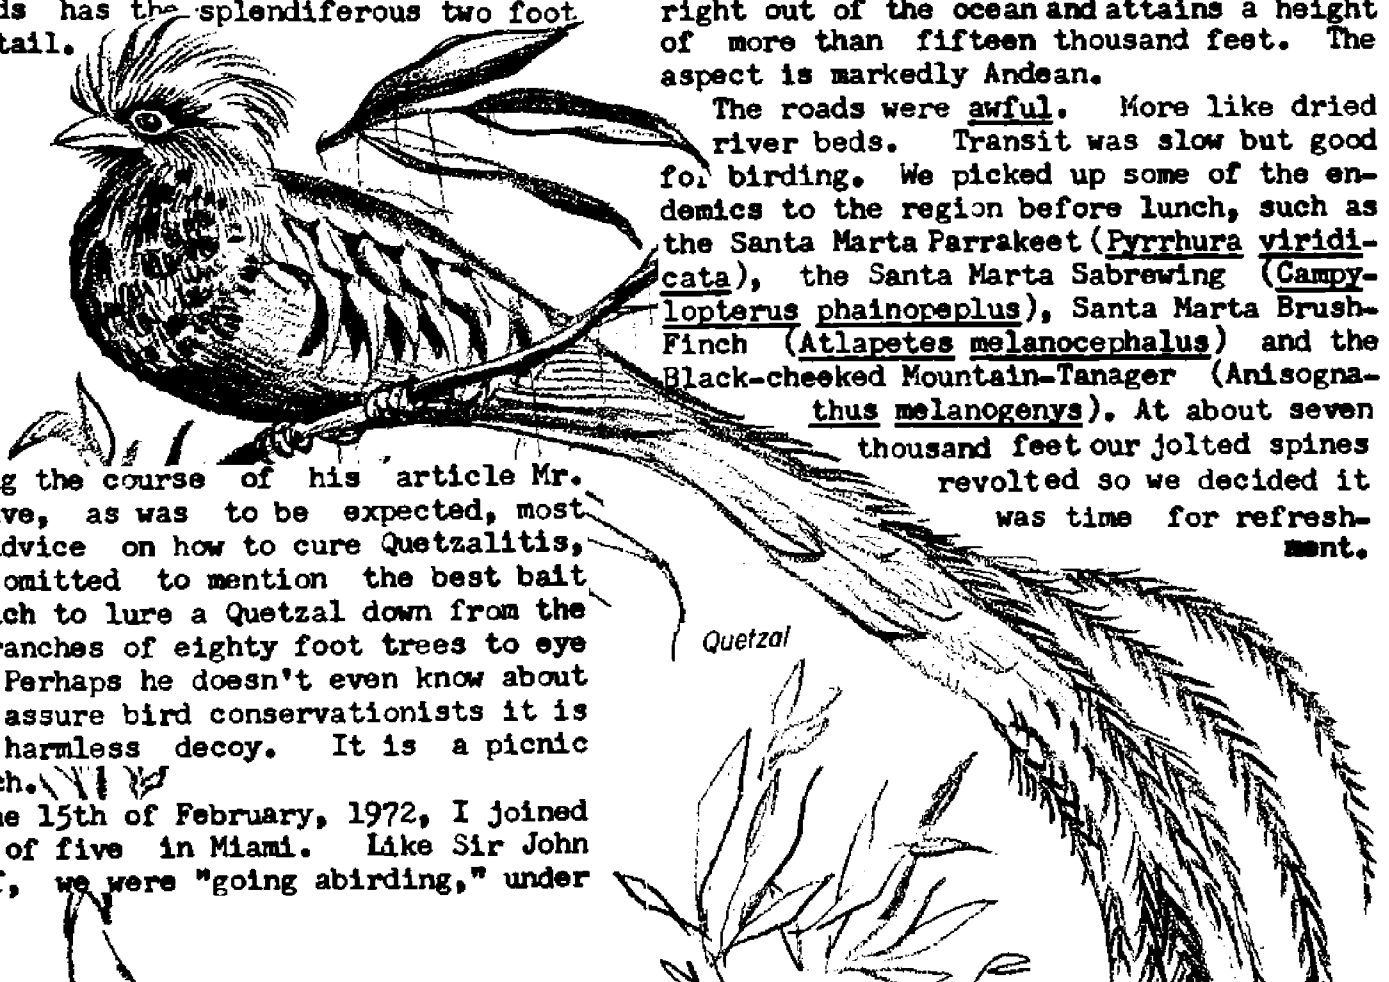 ds has the splendiferous two foot
tail.
g the course of his article Mr.
ve, as was to be expected, most
dvice on how to cure Quetzalitis,
omitted to mention the best bait
ch to lure a Quetzal down from the
ranches of eighty foot trees to eye
Perhaps he doesn't even know about
assure bird conservationists it is
harmless decoy. It is a picnic
ch.
e 15th of February, 1972, I joined
of five in Miami. Like Sir John
, we were "going abirding," under
Quetzal
right out of the ocean and attains a height
of more than fifteen thousand feet. The
aspect is markedly Andean.
The roads were awful. More like dried
river beds. Transit was slow but good
for birding. We picked up some of the en-
demics to the region before lunch, such as
the Santa Marta Parrakeet (Pyrrhura viridi-
cata), the Santa Marta Sabrewing (Campy-
lopterus phainopeplus), Santa Marta Brush-
Finch (Atlapetes melanocephalus) and the
Black-cheeked Mountain-Tanager (Anisogna-
thus melanogenys). At about seven
thousand feet our jolted spines
revolted so we decided it
was time for refresh-
ment.